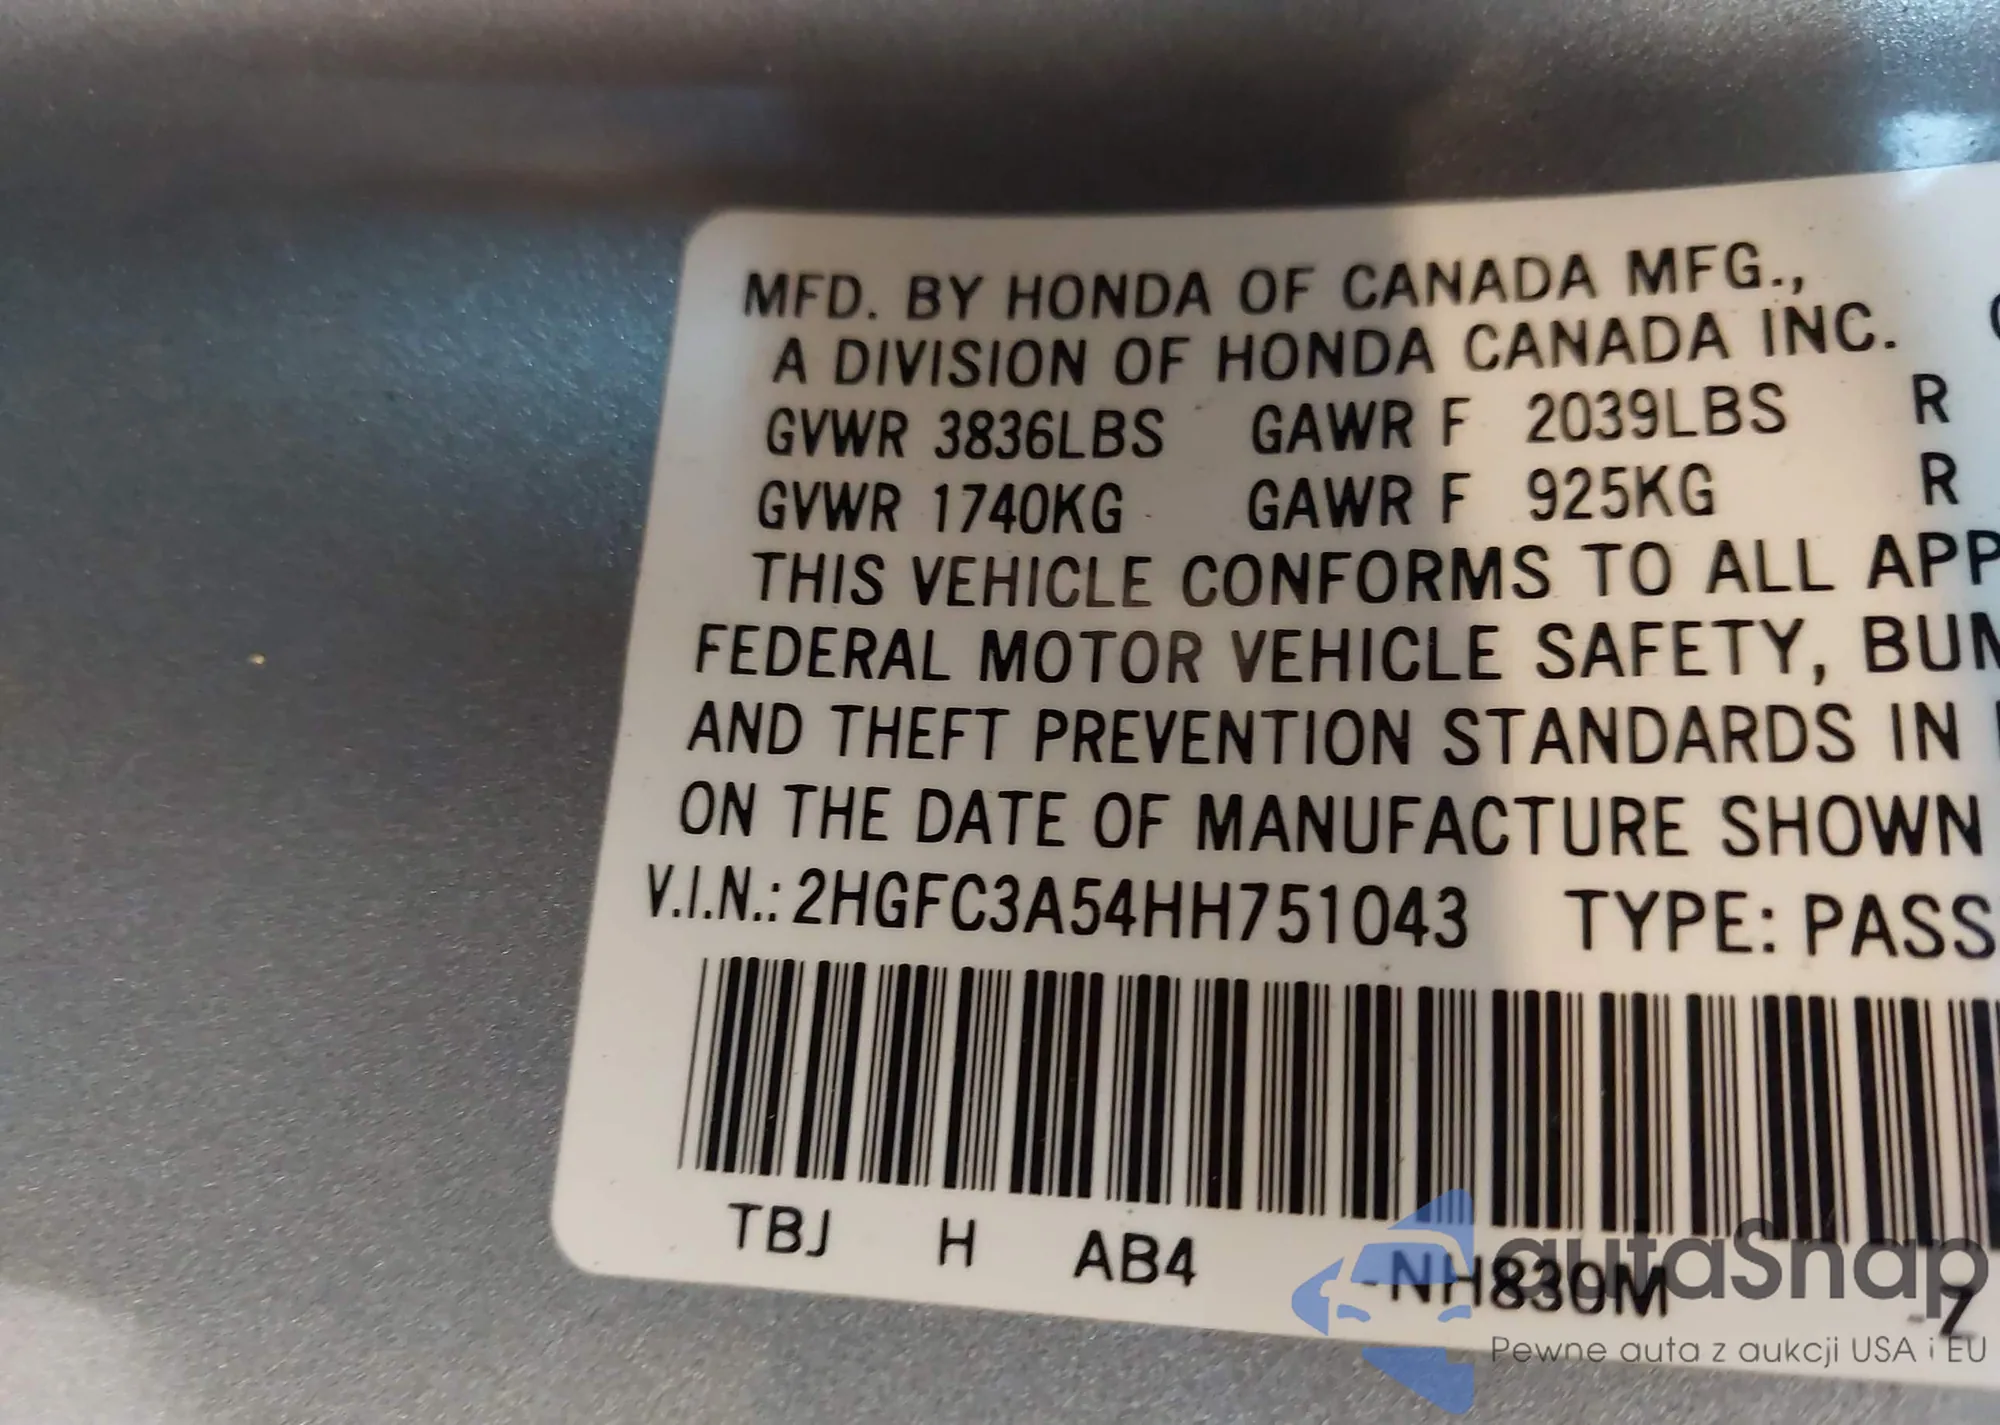 MFD. BY HONDA OF CANADA MFG.,
A DIVISION OF HONDA CANADA INC.
GVWR 3836LBS GAWR F 2039LBS R
GVWR 1740KG GAWR F 925KG R
THIS VEHICLE CONFORMS TO ALL APP
FEDERAL MOTOR VEHICLE SAFETY, BUM
AND THEFT PREVENTION STANDARDS IN
ON THE DATE OF MANUFACTURE SHOWN
V.I.N.: 2HGFC3A54HH751043 TYPE: PASS
TBJ H AB4 -NH830M -Z
autaSnap
Pewne auta z aukcji USA i EU